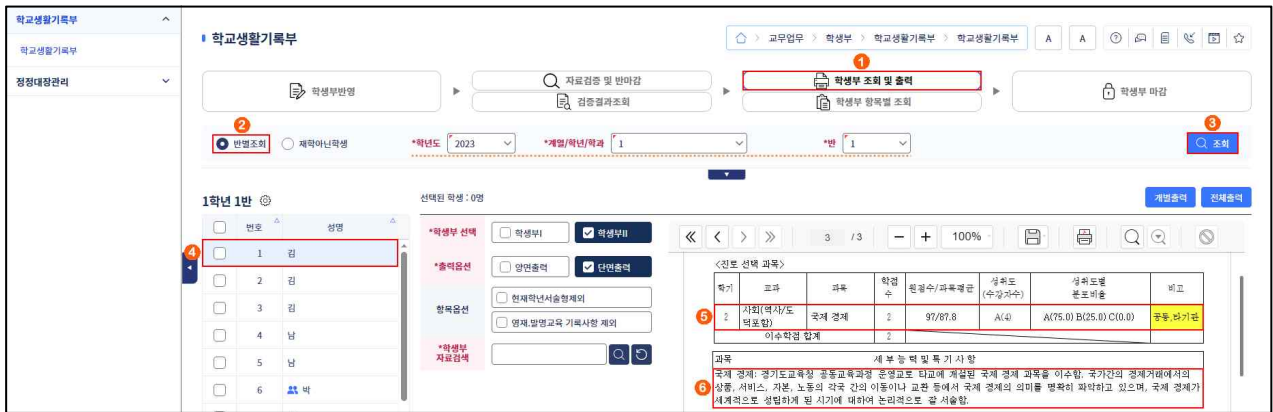 학교생활기록부
학교생활기록부
정정대장관리
학교생활기록부
교무업무 > 학생부 > 학교생활기록부 > 학교생활기록부
A A
학생부반영
자료검증 및 반마감
검증결과조회
1
학생부 조회 및 출력
학생부 항목별 조회
학생부 마감
2
반별조회 재학아닌학생 *학년도 2023 *계열/학년/학과 1 *반 1
3
조회
1학년 1반
선택된 학생 : 0명
개별출력 전체출력
번호 성명
4
1 김
2 김
3 김
4 남
5 남
6 박
*학생부 선택 학생부I 학생부II
*출력옵션 양면출력 단면출력
항목옵션 현재학년서술형제외
영재.발명교육 기록사항 제외
*학생부
자료검색
3 /3 − + 100%
<진로 선택 과목>
학기 교과 과목 학점수 원점수/과목평균 성취도(수강자수) 성취도별 분포비율 비고
5
2 사회(역사/도덕포함) 국제 경제 2 97/87.8 A(4) A(75.0) B(25.0) C(0.0) 공동,타기관
이수학점 합계 2
과목 세 부 능 력 및 특 기 사 항
6
국제 경제: 경기도교육청 공동교육과정 운영교로 타교에 개설된 국제 경제 과목을 이수함. 국가간의 경제거래에서의
상품, 서비스, 자본, 노동의 각국 간의 이동이나 교환 등에서 국제 경제의 의미를 명확히 파악하고 있으며, 국제 경제가
세계적으로 성립하게 된 시기에 대하여 논리적으로 잘 서술함.